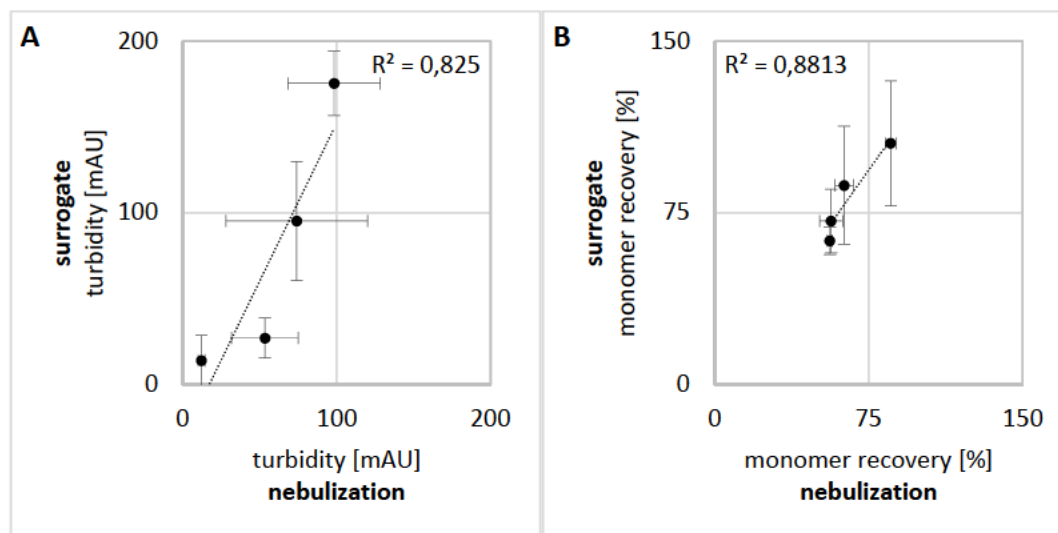 A
200
R² = 0,825
surrogate
turbidity [mAU]
100
0
0
100
200
turbidity [mAU]
nebulization
B
150
R² = 0,8813
surrogate
monomer recovery [%]
75
0
0
75
150
monomer recovery [%]
nebulization